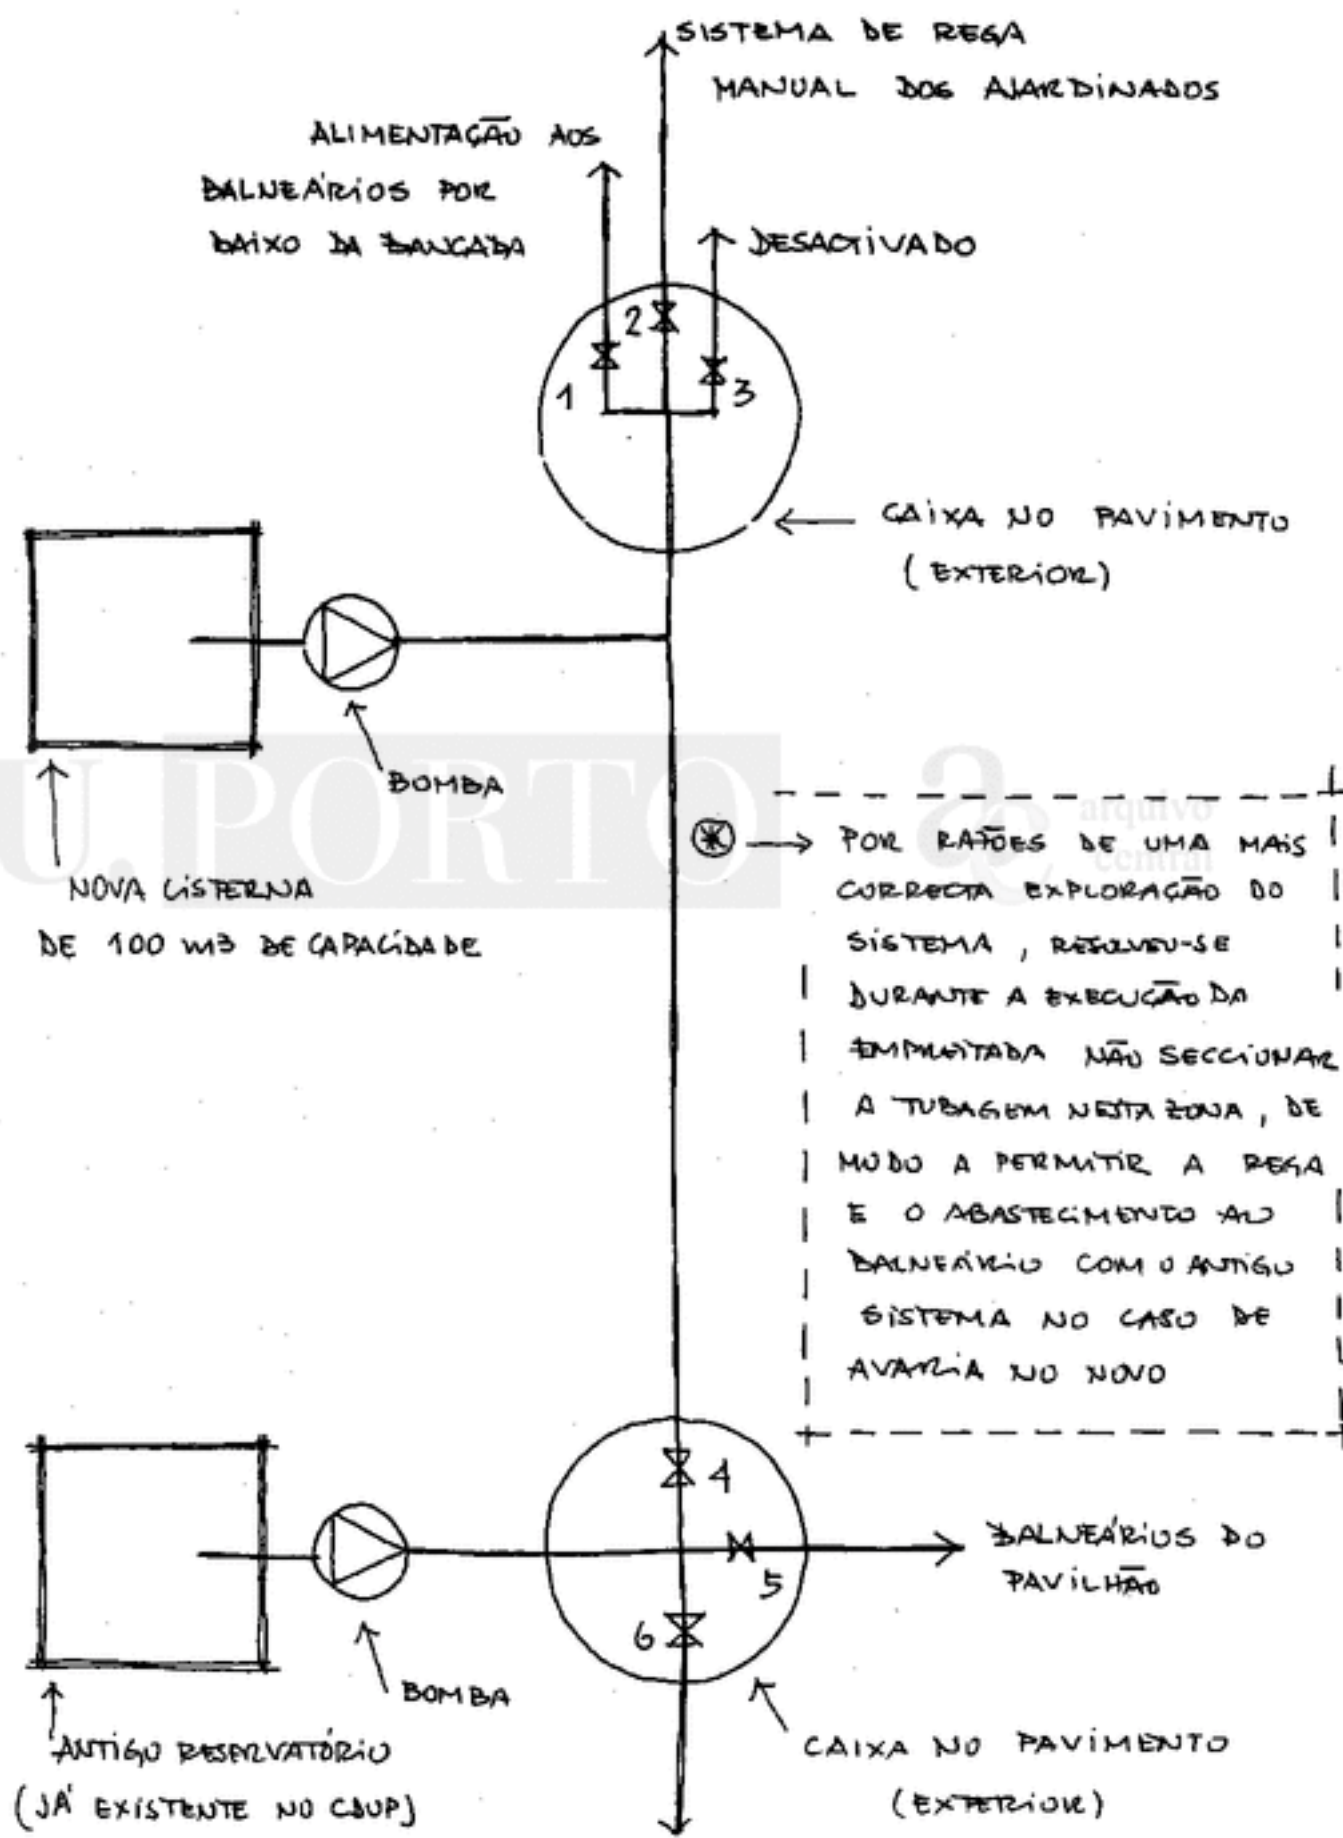 SISTEMA DE REGA
MANUAL DOS AJARDINADOS
ALIMENTAÇÃO AOS
BALNEÁRIOS POR
BAIXO DA BANCADA
DESACTIVADO
2
1
3
CAIXA NO PAVIMENTO
(EXTERIOR)
BOMBA
NOVA CISTERNA
DE 100 m3 DE CAPACIDADE
U.PORTO
ac arquivo
central
POR RAZÕES DE UMA MAIS
CORRECTA EXPLORAÇÃO DO
SISTEMA, RESOLVEU-SE
DURANTE A EXECUÇÃO DA
EMPREITADA NÃO SECCIONAR
A TUBAGEM NESTA ZONA, DE
MODO A PERMITIR A REGA
E O ABASTECIMENTO AO
BALNEÁRIO COM O ANTIGO
SISTEMA NO CASO DE
AVARIA NO NOVO
4
5
6
BALNEÁRIOS DO
PAVILHÃO
BOMBA
ANTIGO RESERVATÓRIO
(JÁ EXISTENTE NO CDUP)
CAIXA NO PAVIMENTO
(EXTERIOR)